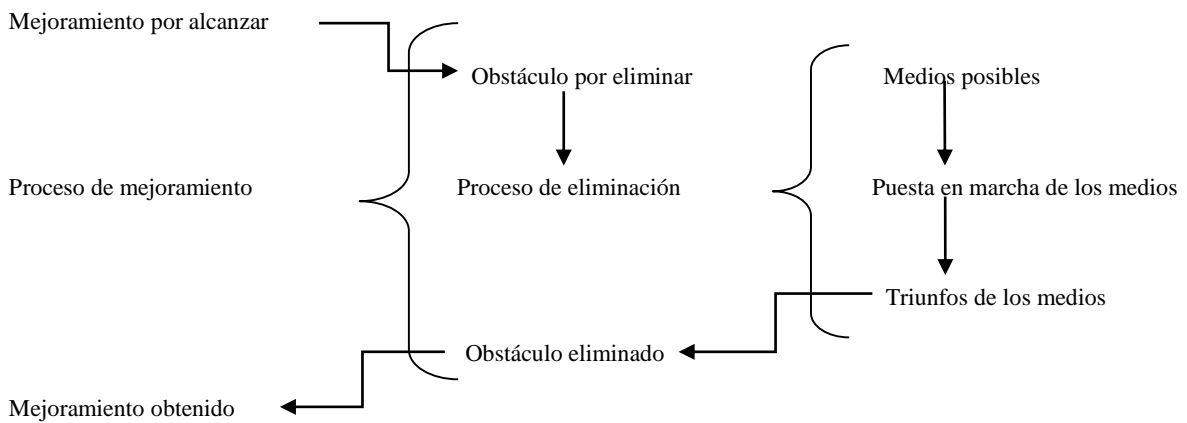 Mejoramiento por alcanzar
Obstáculo por eliminar
Medios posibles
Proceso de mejoramiento
Proceso de eliminación
Puesta en marcha de los medios
Triunfos de los medios
Obstáculo eliminado
Mejoramiento obtenido